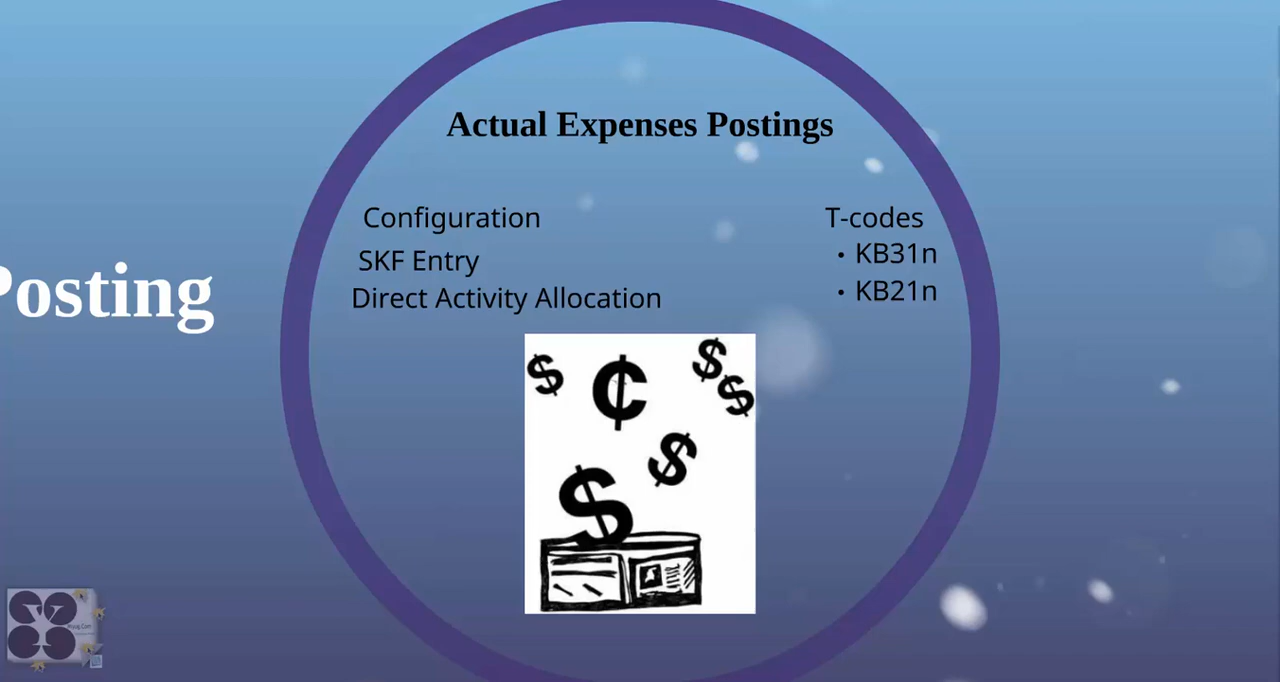 Actual Expenses Postings
Configuration
T-codes
SKF Entry
• KB31n
Direct Activity Allocation
• KB21n
Posting